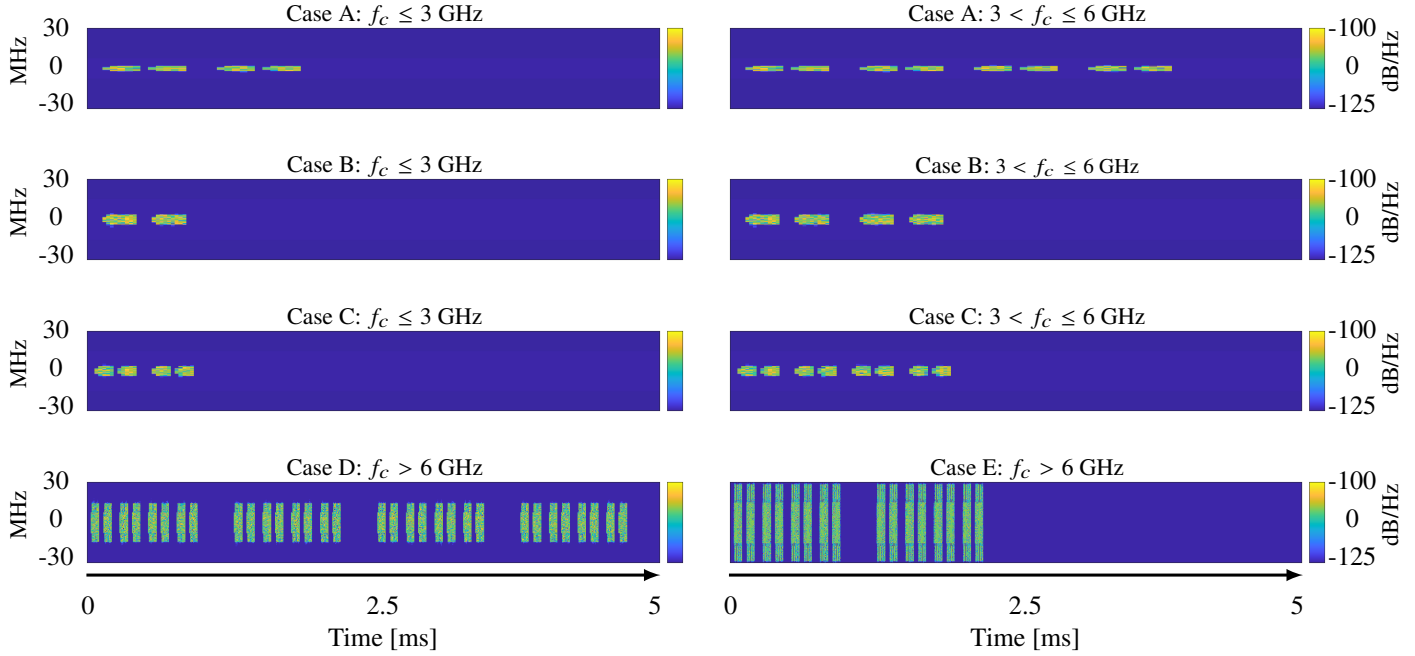 Case A: f_c ≤ 3 GHz
Case A: 3 < f_c ≤ 6 GHz
30
0
-30
MHz
-100
0
-125
dB/Hz
Case B: f_c ≤ 3 GHz
Case B: 3 < f_c ≤ 6 GHz
30
0
-30
MHz
-100
0
-125
dB/Hz
Case C: f_c ≤ 3 GHz
Case C: 3 < f_c ≤ 6 GHz
30
0
-30
MHz
-100
0
-125
dB/Hz
Case D: f_c > 6 GHz
Case E: f_c > 6 GHz
30
0
-30
MHz
-100
0
-125
dB/Hz
0 2.5 5
Time [ms]
0 2.5 5
Time [ms]